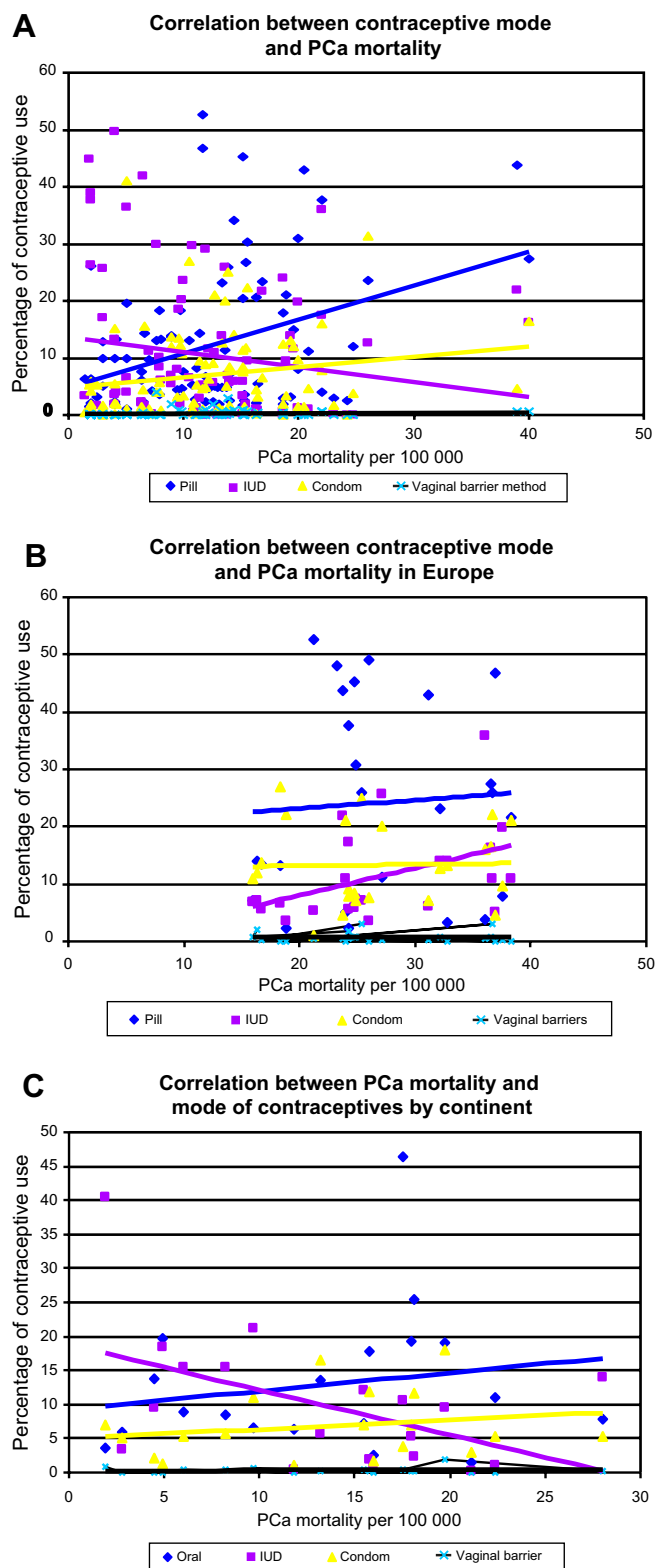 A
Correlation between contraceptive mode
and PCa mortality
Percentage of contraceptive use
60
50
40
30
20
10
0
0
10
20
30
40
50
PCa mortality per 100 000
Pill
IUD
Condom
Vaginal barrier method
B
Correlation between contraceptive mode
and PCa mortality in Europe
Percentage of contraceptive use
60
50
40
30
20
10
0
0
10
20
30
40
50
PCa mortality per 100 000
Pill
IUD
Condom
Vaginal barriers
C
Correlation between PCa mortality and
mode of contraceptives by continent
Percentage of contraceptive use
50
45
40
35
30
25
20
15
10
5
0
0
5
10
15
20
25
30
PCa mortality per 100 000
Oral
IUD
Condom
Vaginal barrier